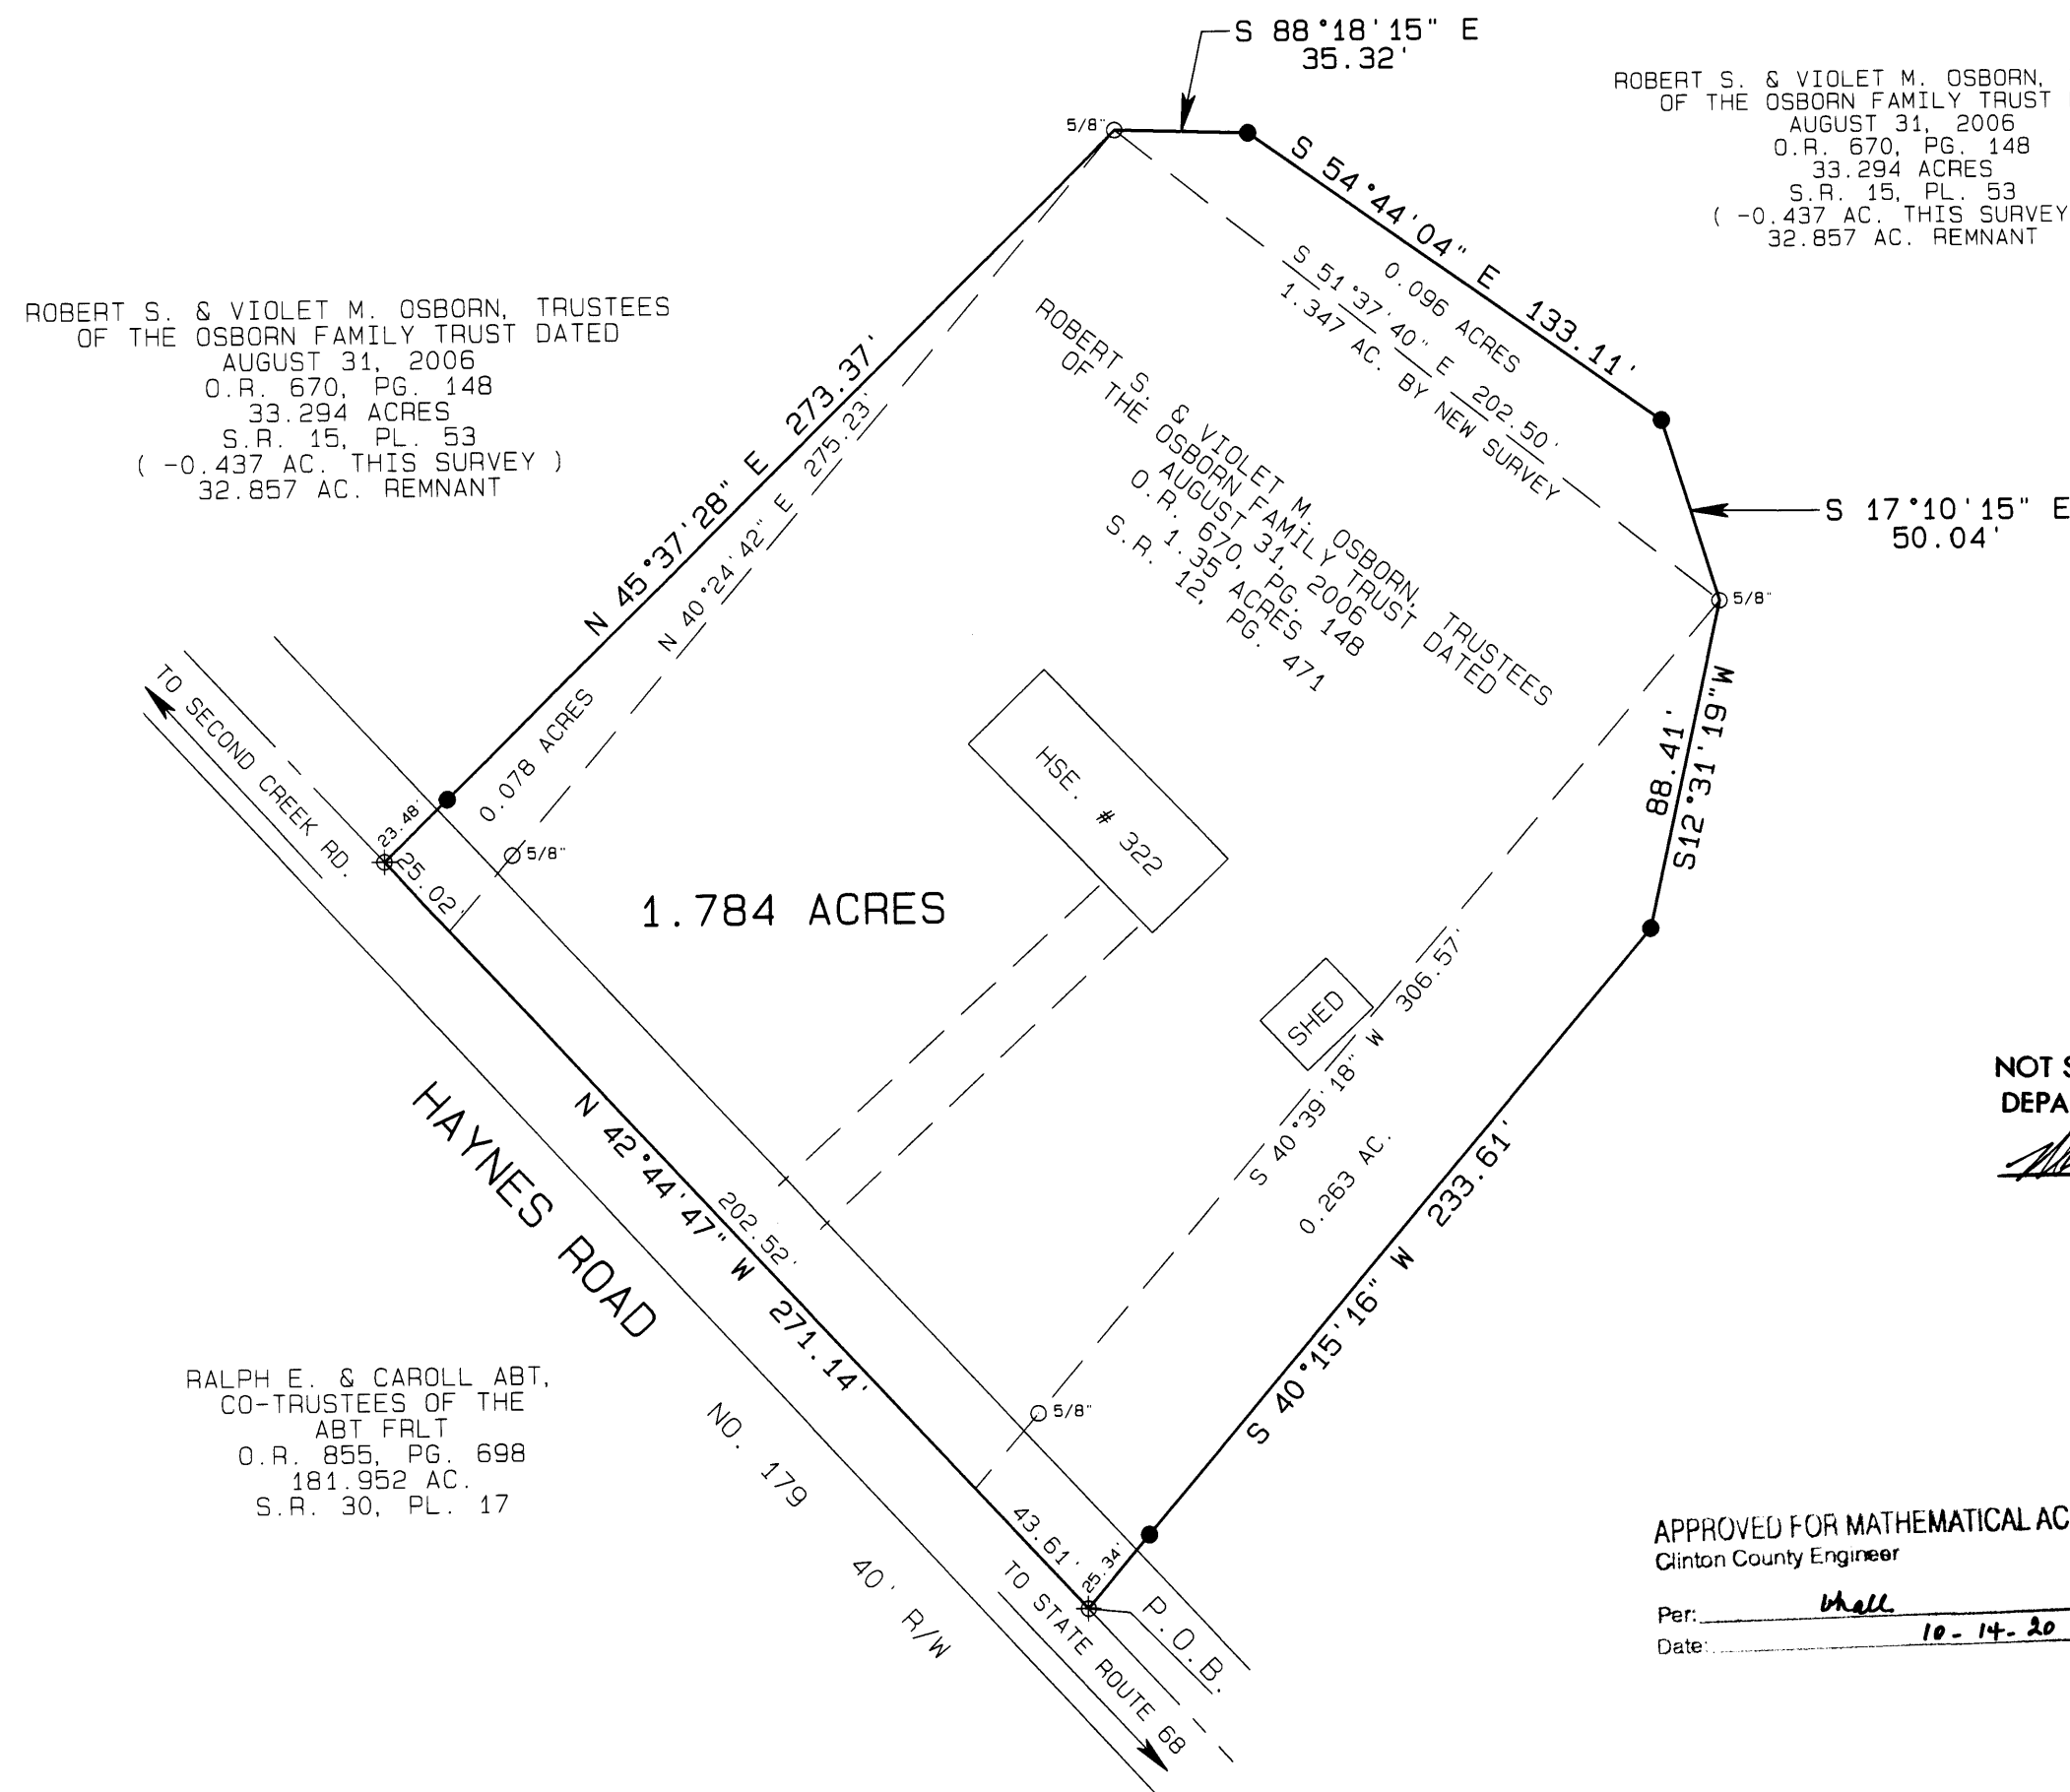 S 88°18'15" E
35.32'
ROBERT S. & VIOLET M. OSBORN,
OF THE OSBORN FAMILY TRUST
AUGUST 31, 2006
O.R. 670, PG. 148
33.294 ACRES
S.R. 15, PL. 53
( -0.437 AC. THIS SURVEY
32.857 AC. REMNANT
5/8"
S 54°44'04" E 133.11'
0.096 ACRES
S 51°37'40" E 202.50'
1.347 AC. BY NEW SURVEY
ROBERT S. & VIOLET M. OSBORN, TRUSTEES
OF THE OSBORN FAMILY TRUST DATED
AUGUST 31, 2006
O.R. 670, PG. 148
33.294 ACRES
S.R. 15, PL. 53
( -0.437 AC. THIS SURVEY )
32.857 AC. REMNANT
N 45°37'28" E 273.37'
N 40°24'42" E 275.23'
0.078 ACRES
ROBERT S. & VIOLET M. OSBORN, TRUSTEES
OF THE OSBORN FAMILY TRUST DATED
AUGUST 31, 2006
O.R. 670, PG. 148
1.35 ACRES
S.R. 12, PG. 471
S 17°10'15" E
50.04'
5/8"
88.41'
S12°31'19"W
TO SECOND CREEK RD.
23.48'
25.02'
5/8"
HSE. # 322
1.784 ACRES
SHED
S 40°39'18" W 306.57'
0.263 AC.
NOT S
DEPA
HAYNES ROAD
N 42°44'47" W 271.14'
202.52'
S 40°15'16" W 233.61'
RALPH E. & CAROLL ABT,
CO-TRUSTEES OF THE
ABT FRLT
O.R. 855, PG. 698
181.952 AC.
S.R. 30, PL. 17
NO. 179
40' R/W
5/8"
43.61'
25.34'
P.O.B.
TO STATE ROUTE 68
APPROVED FOR MATHEMATICAL AC
Clinton County Engineer
Per:
Date: 10-14-20